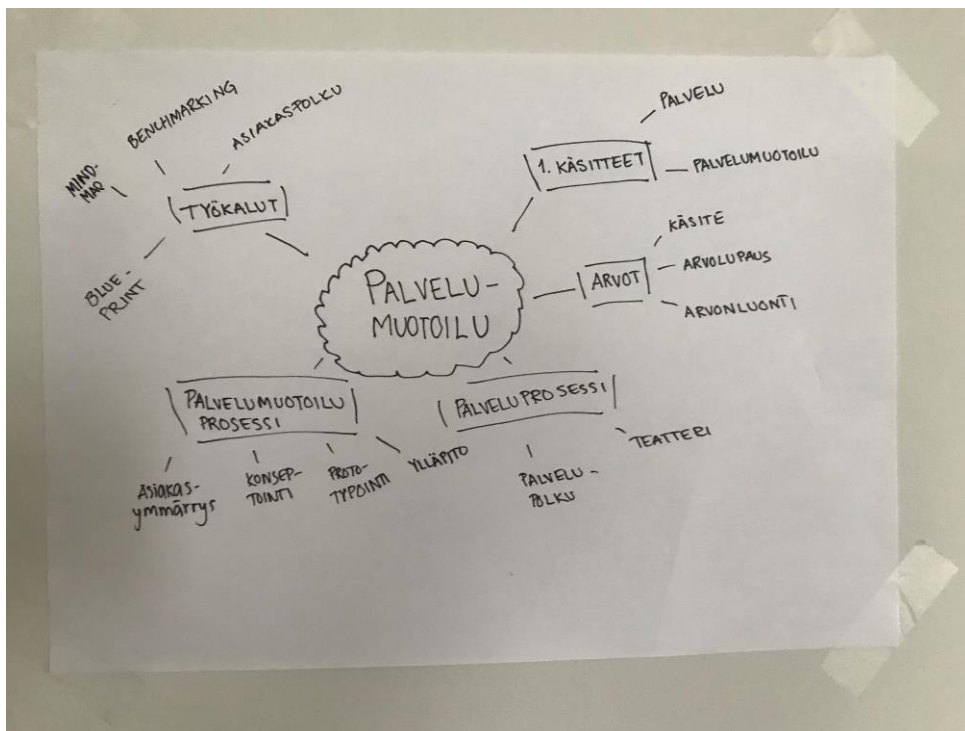 PALVELU-
MUOTOILU
1. KÄSITTEET
PALVELU
PALVELUMUOTOILU
ARVOT
KÄSITE
ARVOLUPAUS
ARVONLUONTI
PALVELUPROSESSI
TEATTERI
PALVELU-
POLKU
PALVELUMUOTOILU
PROSESSI
Asiakas-
ymmärrys
KONSEP-
TOINTI
PROTO-
TYPOINTI
YLLÄPITO
TYÖKALUT
BLUE-
PRINT
MIND-
MAP
BENCHMARKING
ASIAKASPOLKU